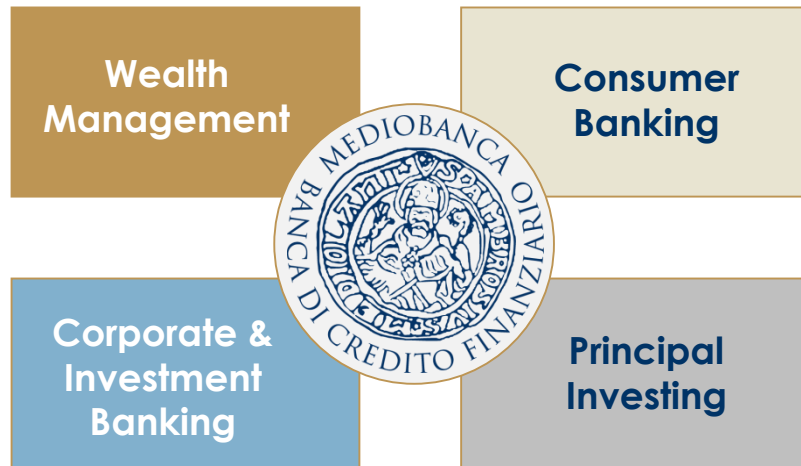 Wealth
Management
Consumer
Banking
MEDIOBANCA
BANCA DI CREDITO FINANZIARIO
Corporate &
Investment
Banking
Principal
Investing